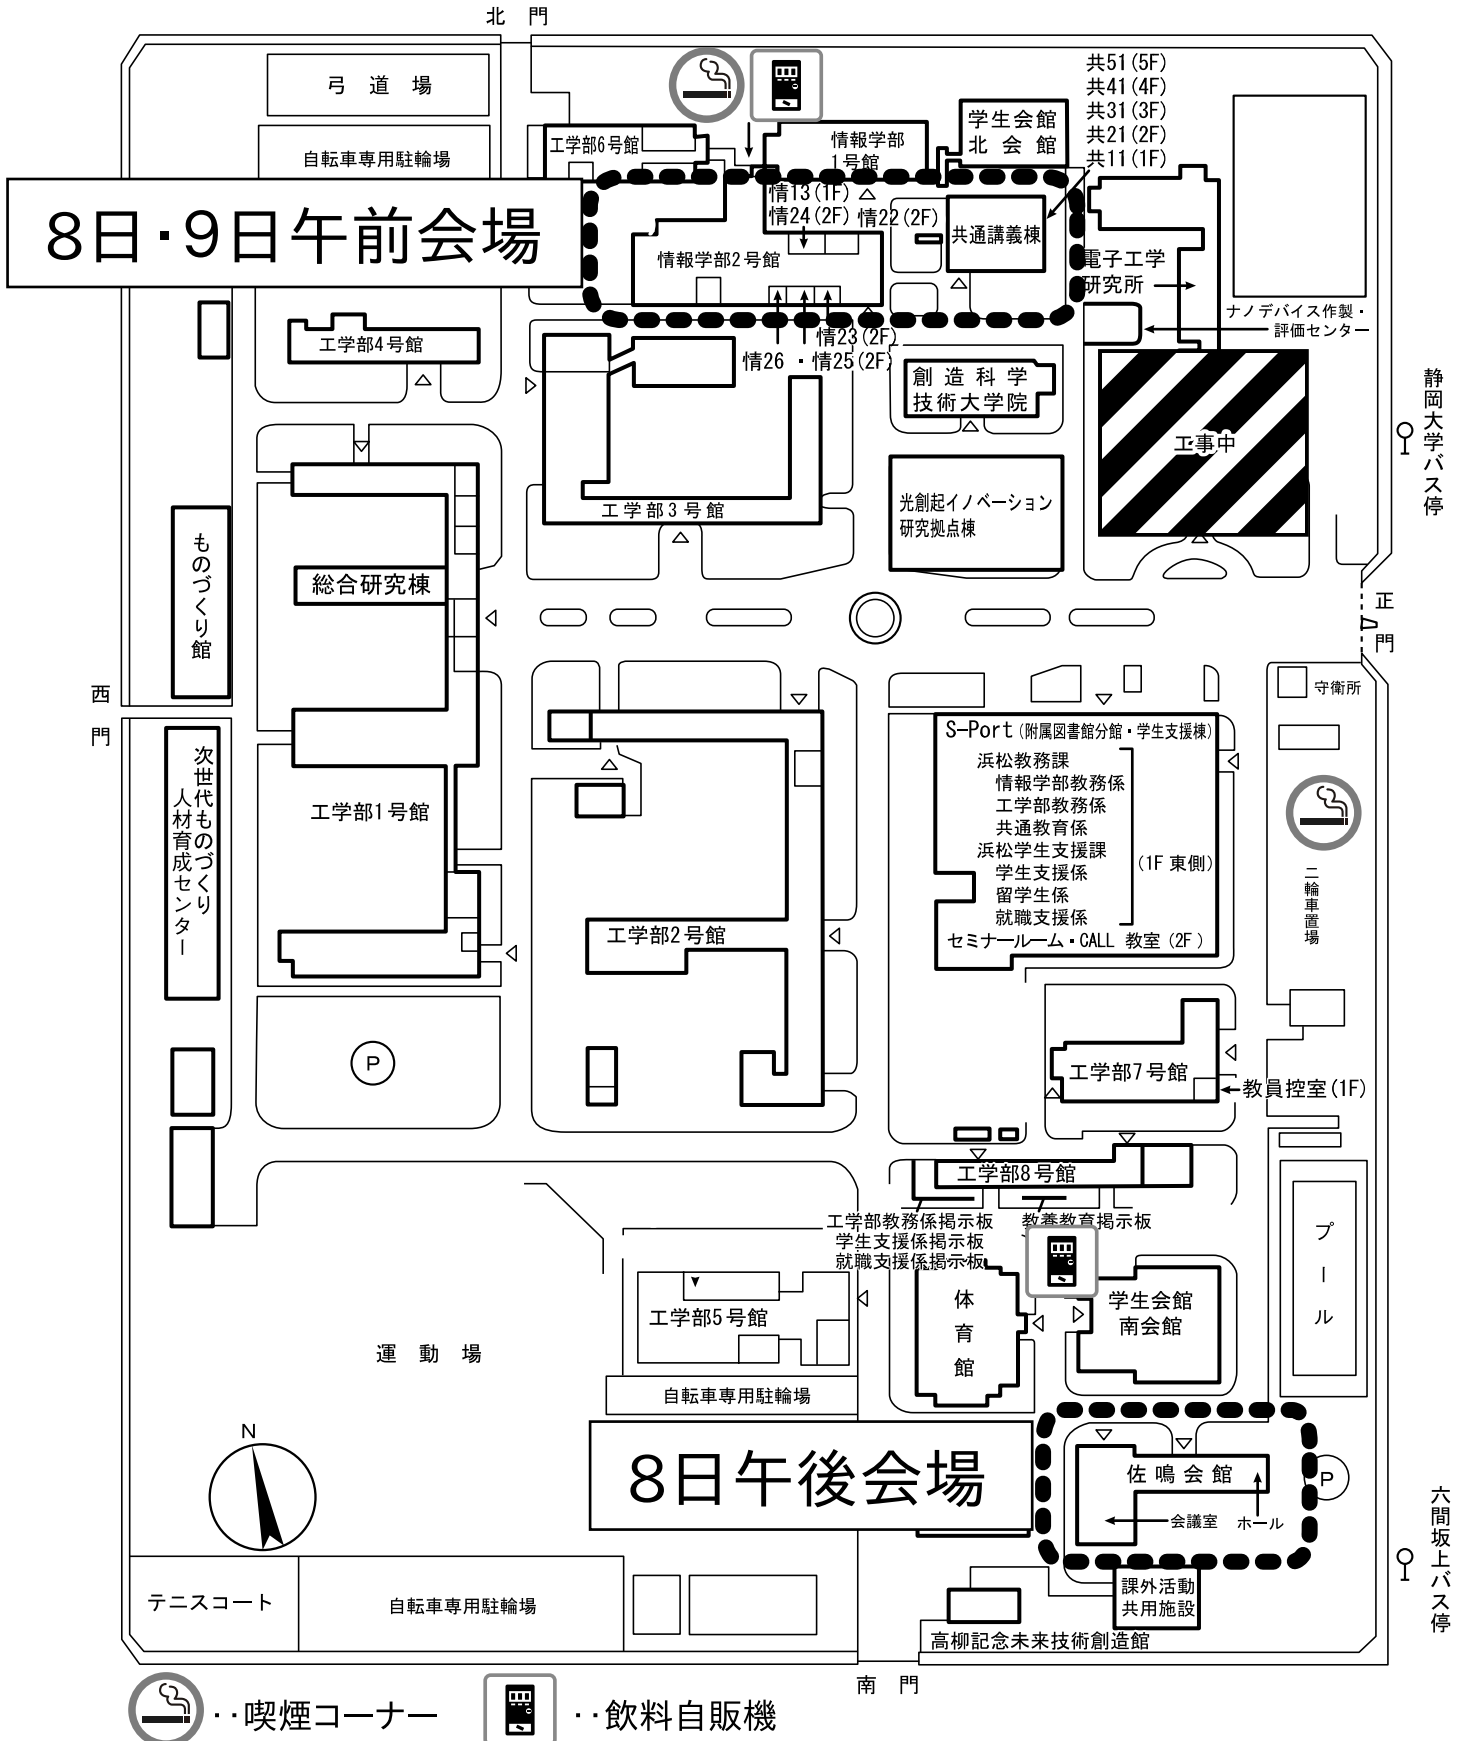 北 門
弓 道 場
自転車専用駐輪場
工学部6号館
情報学部
1号館
学生会館
北 会 館
共51(5F)
共41(4F)
共31(3F)
共21(2F)
共11(1F)
8日・9日午前会場
情13(1F)
情24(2F)
情22(2F)
共通講義棟
情報学部2号館
電子工学
研究所
ナノデバイス作製・
評価センター
工学部4号館
情23(2F)
情26・情25(2F)
創 造 科 学
技術大学院
工事中
静岡大学バス停
工学部3号館
光創起イノベーション
研究拠点棟
ものづくり館
総合研究棟
正門
西門
守衛所
S-Port(附属図書館分館・学生支援棟)
浜松教務課
情報学部教務係
工学部教務係
共通教育係
浜松学生支援課
学生支援係
留学生係
就職支援係
(1F 東側)
セミナールーム・CALL 教室(2F)
次世代ものづくり
人材育成センター
工学部1号館
二輪車置場
工学部2号館
P
工学部7号館
教員控室(1F)
工学部8号館
工学部教務係掲示板
学生支援係掲示板
就職支援係掲示板
教養教育掲示板
プール
体育館
学生会館
南会館
工学部5号館
運 動 場
自転車専用駐輪場
N
8日午後会場
佐 鳴 会 館
P
会議室
ホール
六間坂上バス停
テニスコート
自転車専用駐輪場
課外活動
共用施設
高柳記念未来技術創造館
南 門
‥喫煙コーナー
‥飲料自販機